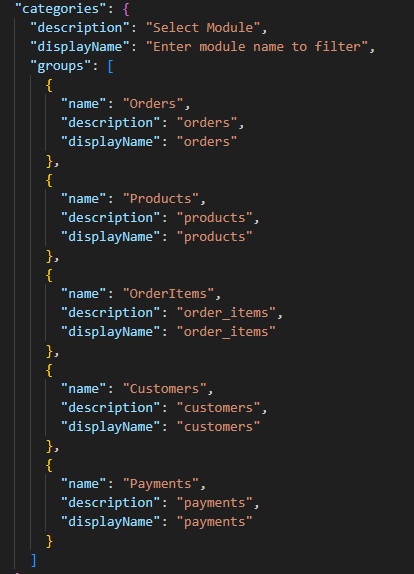 "categories": {
"description": "Select Module",
"displayName": "Enter module name to filter",
"groups": [
{
"name": "Orders",
"description": "orders",
"displayName": "orders"
},
{
"name": "Products",
"description": "products",
"displayName": "products"
},
{
"name": "OrderItems",
"description": "order_items",
"displayName": "order_items"
},
{
"name": "Customers",
"description": "customers",
"displayName": "customers"
},
{
"name": "Payments",
"description": "payments",
"displayName": "payments"
}
]